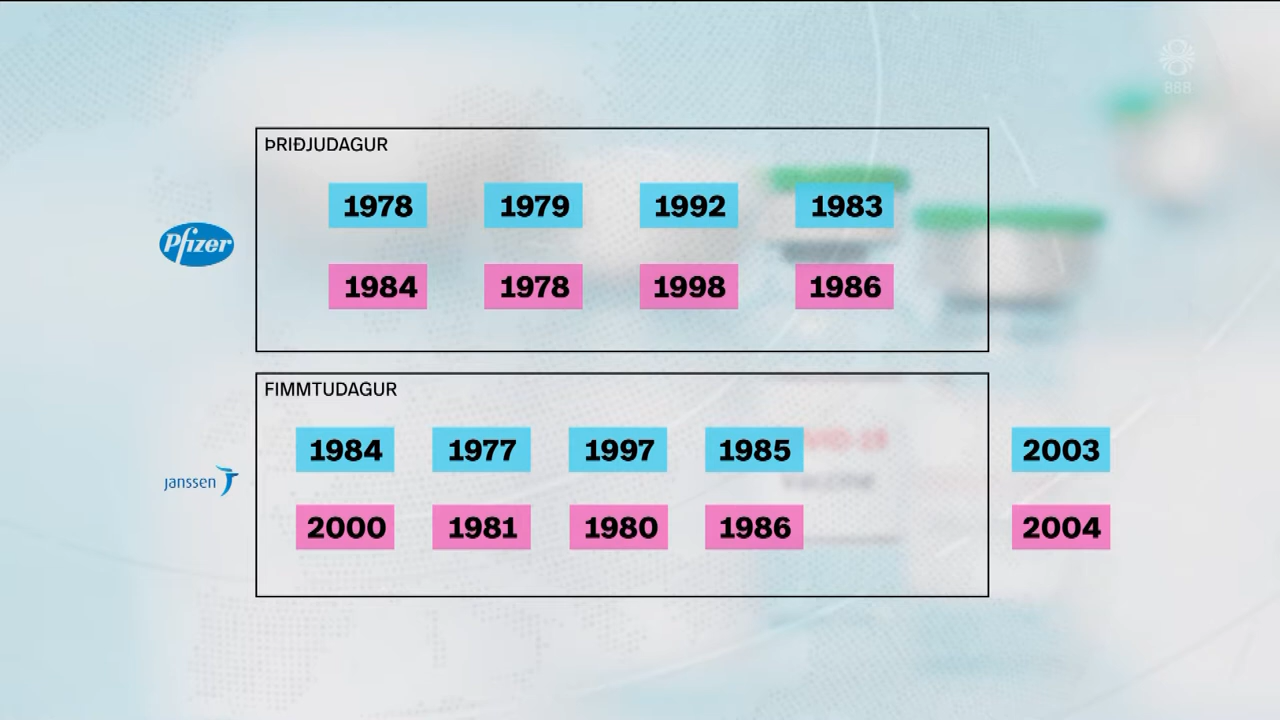 888
ÞRIÐJUDAGUR
1978 1979 1992 1983
Pfizer
1984 1978 1998 1986
FIMMTUDAGUR
1984 1977 1997 1985 2003
janssen
2000 1981 1980 1986 2004